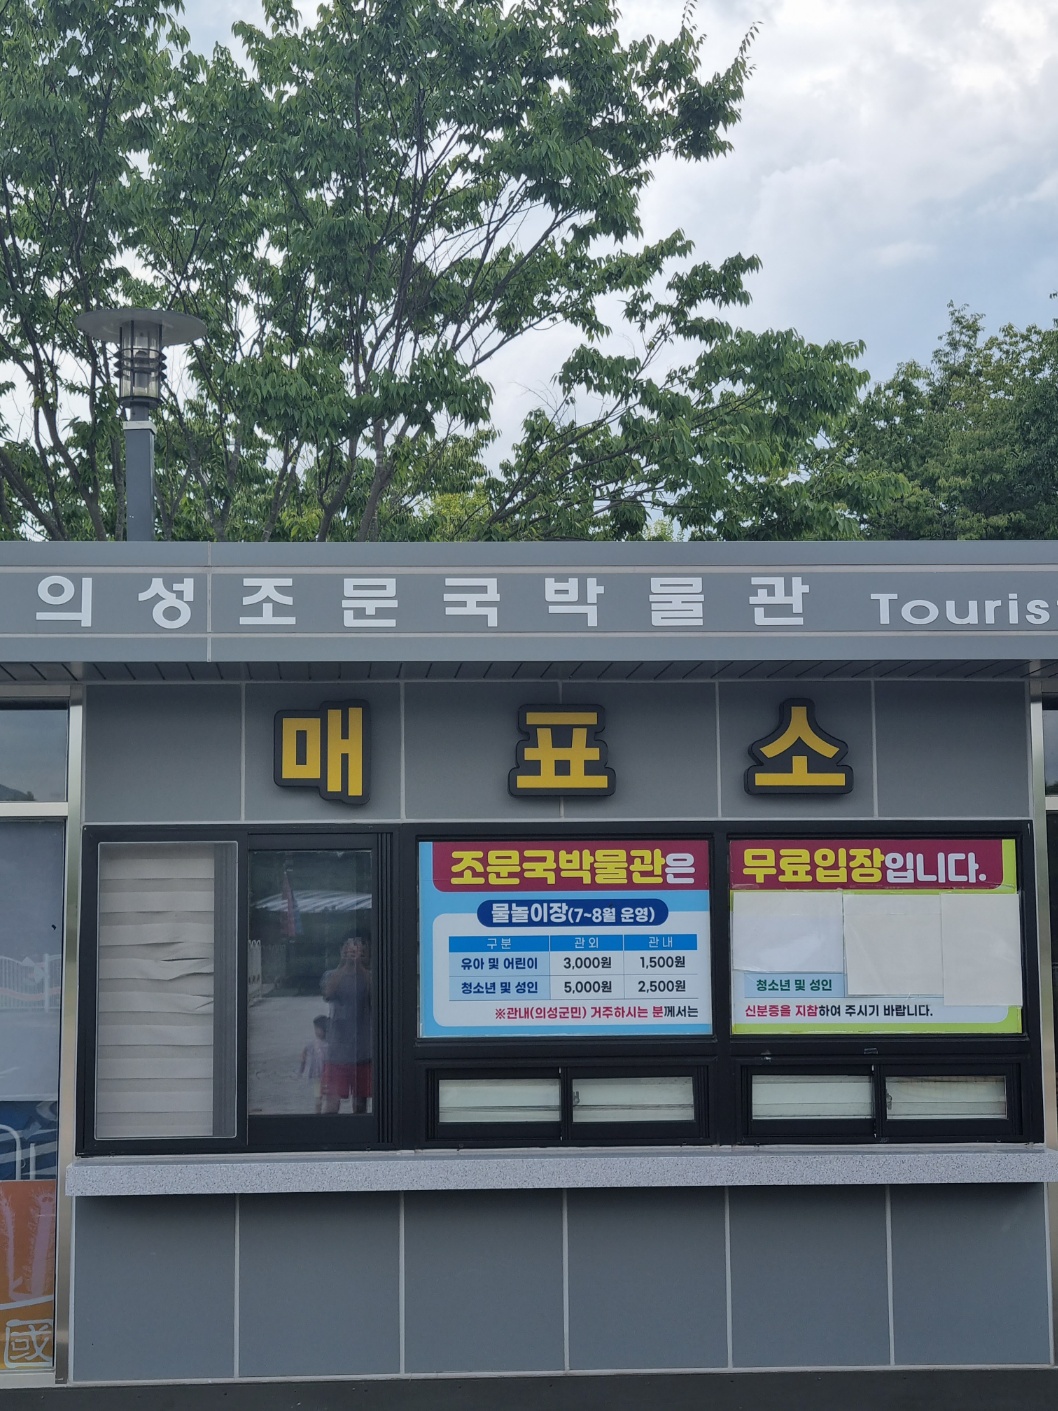 의성조문국박물관 Touris
매표소
조문국박물관은
물놀이장(7~8월 운영)
구분 관외 관내
유아 및 어린이 3,000원 1,500원
청소년 및 성인 5,000원 2,500원
※관내(의성군민) 거주하시는 분께서는
무료입장입니다.
청소년 및 성인
신분증을 지참하여 주시기 바랍니다.
國